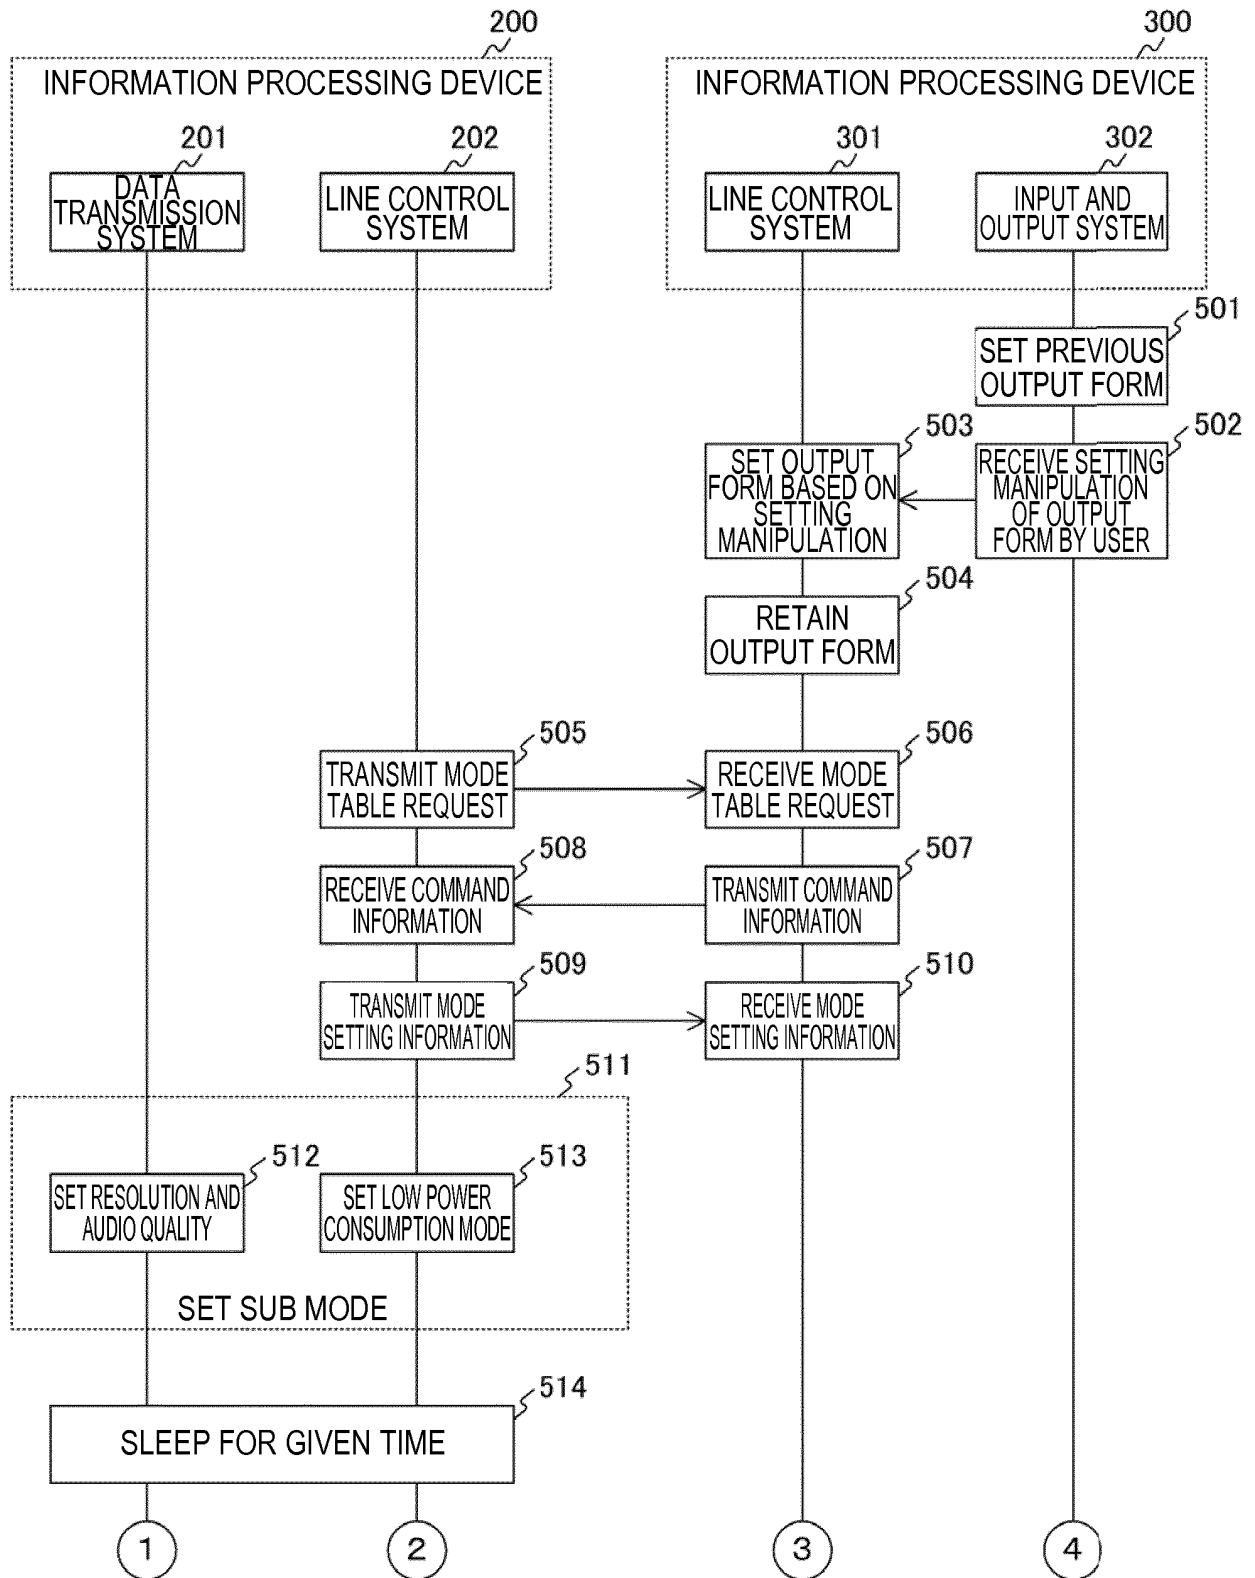 200
300
INFORMATION PROCESSING DEVICE
INFORMATION PROCESSING DEVICE
201
202
301
302
DATA
TRANSMISSION
SYSTEM
LINE CONTROL
SYSTEM
LINE CONTROL
SYSTEM
INPUT AND
OUTPUT SYSTEM
501
SET PREVIOUS
OUTPUT FORM
503
502
SET OUTPUT
FORM BASED ON
SETTING
MANIPULATION
RECEIVE SETTING
MANIPULATION
OF OUTPUT
FORM BY USER
504
RETAIN
OUTPUT FORM
505
506
TRANSMIT MODE
TABLE REQUEST
RECEIVE MODE
TABLE REQUEST
508
507
RECEIVE COMMAND
INFORMATION
TRANSMIT COMMAND
INFORMATION
509
510
TRANSMIT MODE
SETTING INFORMATION
RECEIVE MODE
SETTING INFORMATION
511
512
513
SET RESOLUTION AND
AUDIO QUALITY
SET LOW POWER
CONSUMPTION MODE
SET SUB MODE
514
SLEEP FOR GIVEN TIME
1
2
3
4